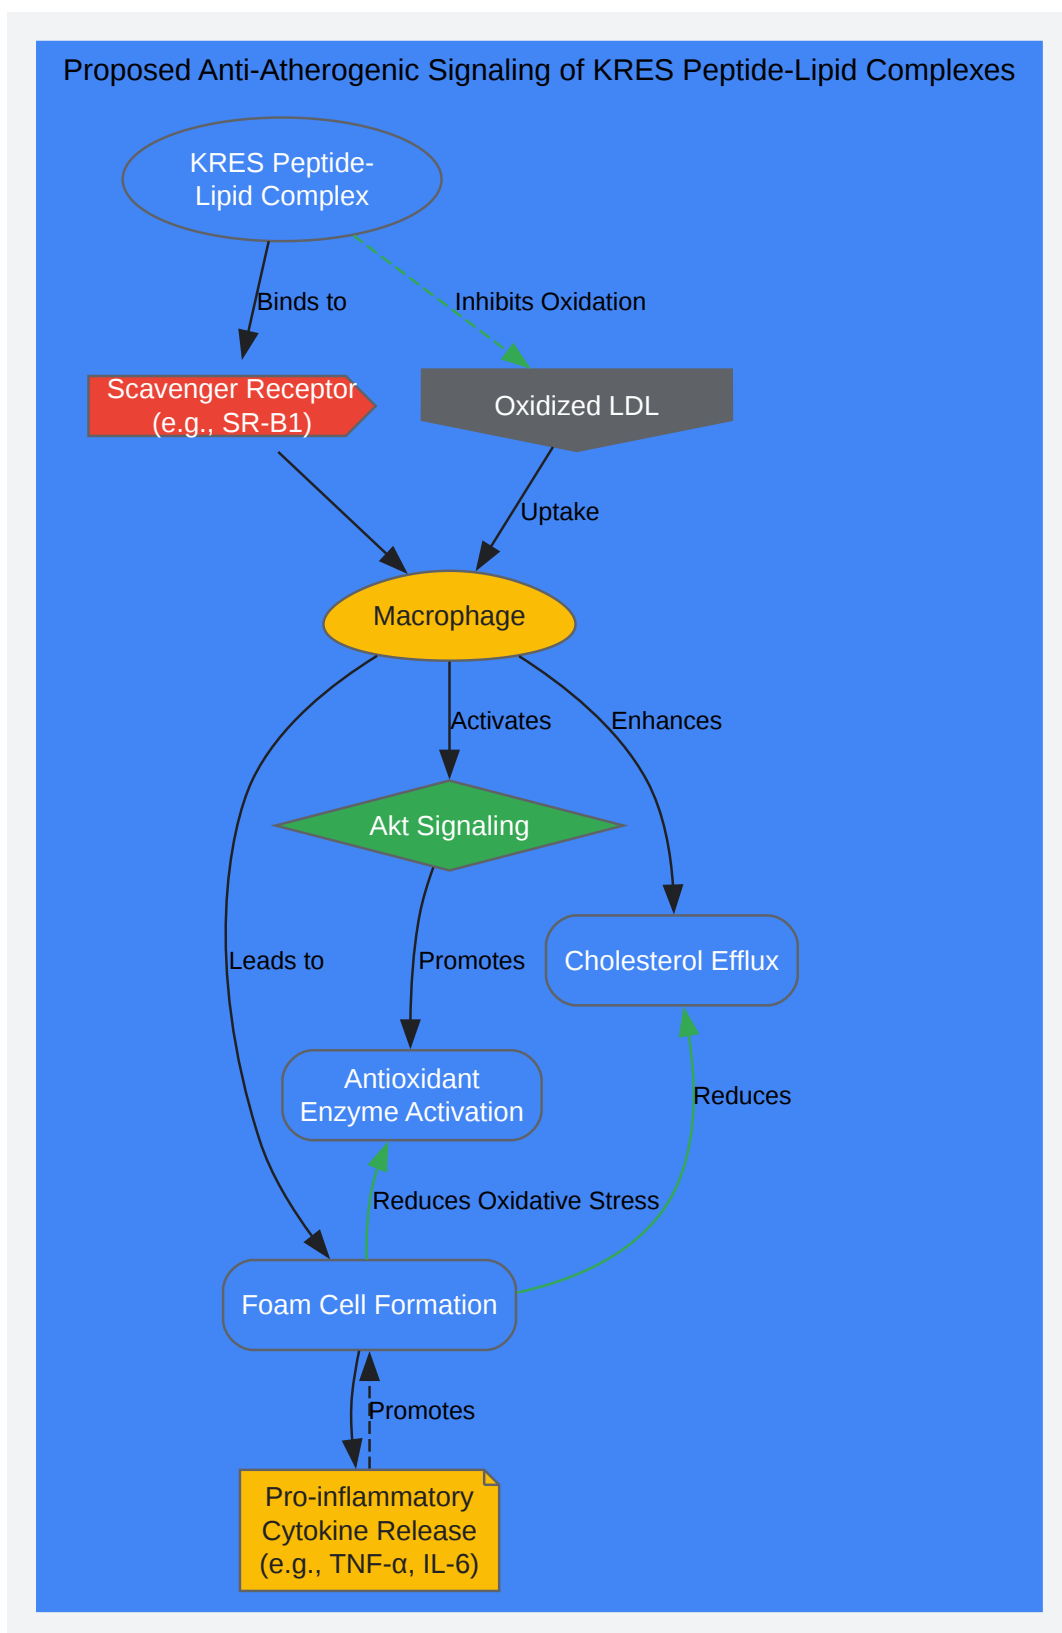 Proposed Anti-Atherogenic Signaling of KRES Peptide-Lipid Complexes
KRES Peptide-
Lipid Complex
Binds to
Inhibits Oxidation
Scavenger Receptor
(e.g., SR-B1)
Oxidized LDL
Uptake
Macrophage
Activates
Enhances
Akt Signaling
Leads to
Promotes
Cholesterol Efflux
Antioxidant
Enzyme Activation
Reduces
Reduces Oxidative Stress
Foam Cell Formation
Promotes
Pro-inflammatory
Cytokine Release
(e.g., TNF-α, IL-6)